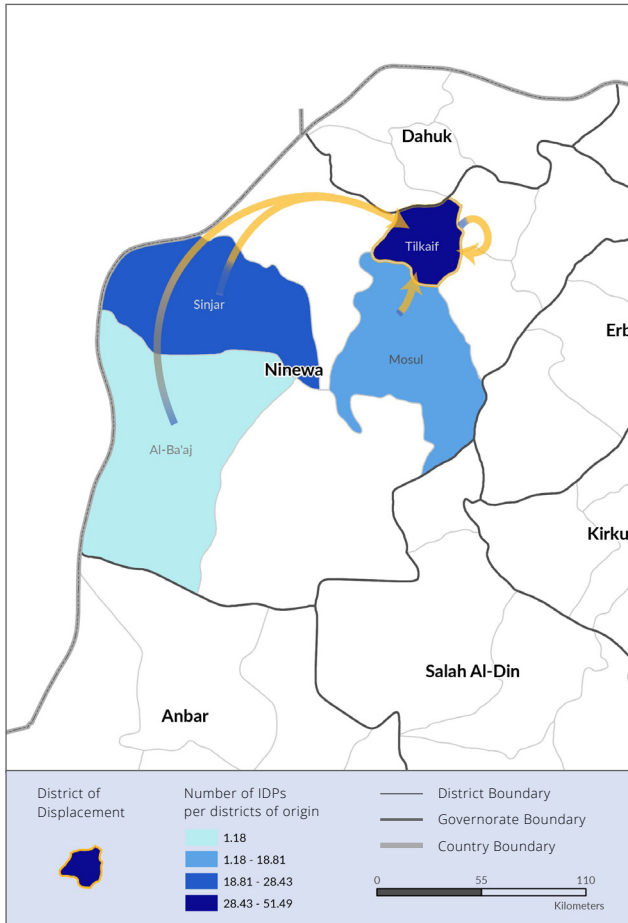 Dahuk
Tilkaif
Sinjar
Erb
Ninewa
Mosul
Al-Ba'aj
Kirku
Salah Al-Din
Anbar
District of
Displacement
Number of IDPs
per districts of origin
1.18
1.18 - 18.81
18.81 - 28.43
28.43 - 51.49
District Boundary
Governorate Boundary
Country Boundary
0 55 110
Kilometers